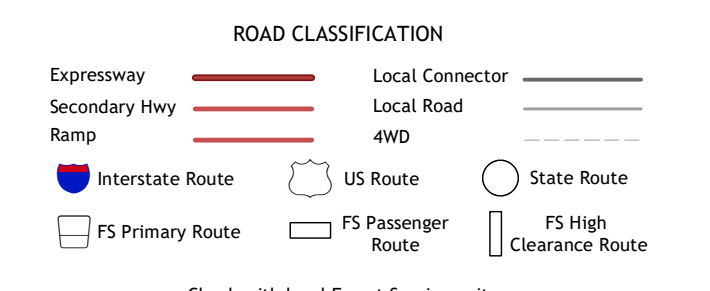 ROAD CLASSIFICATION
Expressway
Local Connector
Secondary Hwy
Local Road
Ramp
4WD
Interstate Route
US Route
State Route
FS Primary Route
FS Passenger
Route
FS High
Clearance Route